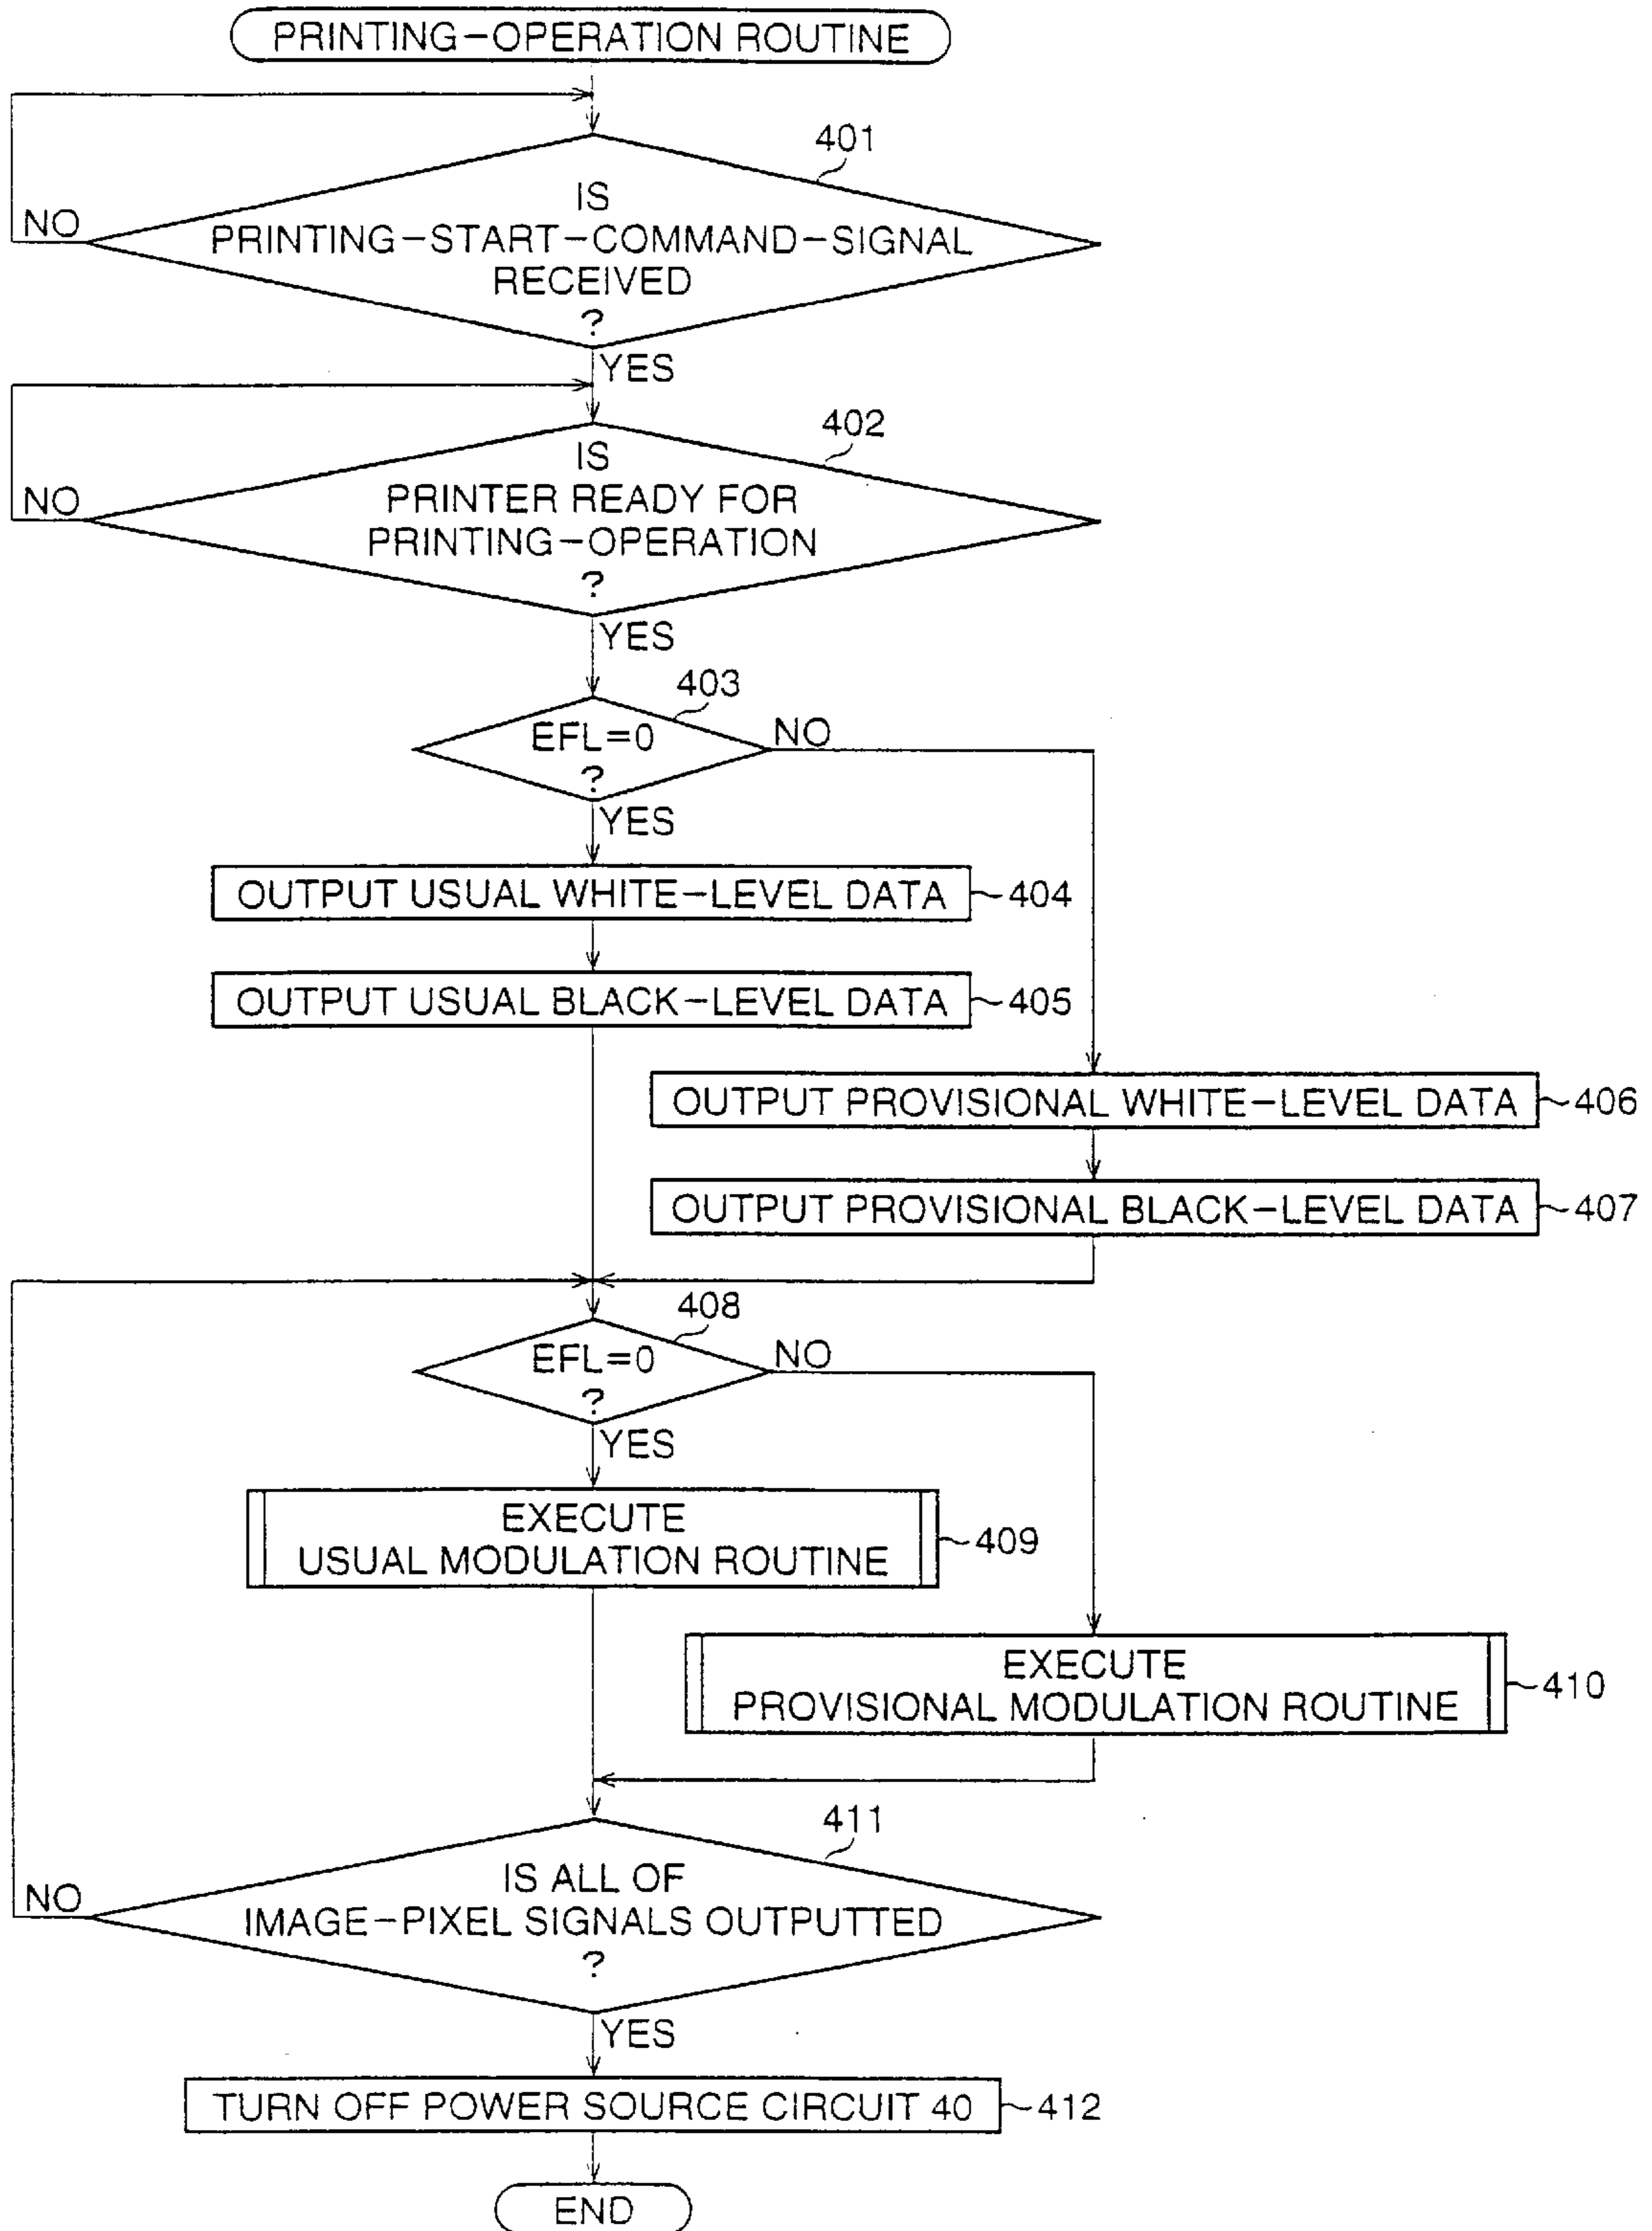 PRINTING-OPERATION ROUTINE
401
IS
PRINTING-START-COMMAND-SIGNAL
RECEIVED
?
NO
YES
402
IS
PRINTER READY FOR
PRINTING-OPERATION
?
NO
YES
403
EFL=0
?
NO
YES
OUTPUT USUAL WHITE-LEVEL DATA
404
OUTPUT USUAL BLACK-LEVEL DATA
405
OUTPUT PROVISIONAL WHITE-LEVEL DATA
406
OUTPUT PROVISIONAL BLACK-LEVEL DATA
407
408
EFL=0
?
NO
YES
EXECUTE
USUAL MODULATION ROUTINE
409
EXECUTE
PROVISIONAL MODULATION ROUTINE
410
411
IS ALL OF
IMAGE-PIXEL SIGNALS OUTPUTTED
?
NO
YES
TURN OFF POWER SOURCE CIRCUIT 40
412
END